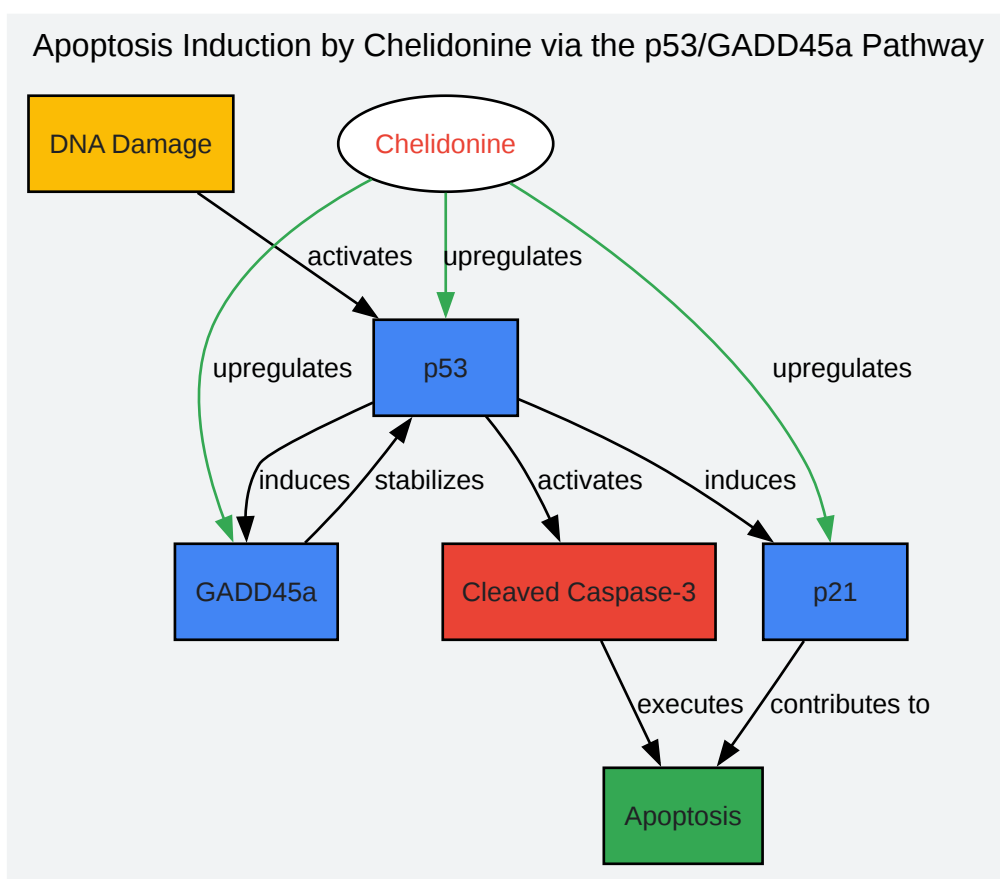 Apoptosis Induction by Chelidonine via the p53/GADD45a Pathway
DNA Damage
Chelidonine
activates
upregulates
upregulates
p53
upregulates
induces
stabilizes
activates
induces
GADD45a
Cleaved Caspase-3
p21
executes
contributes to
Apoptosis